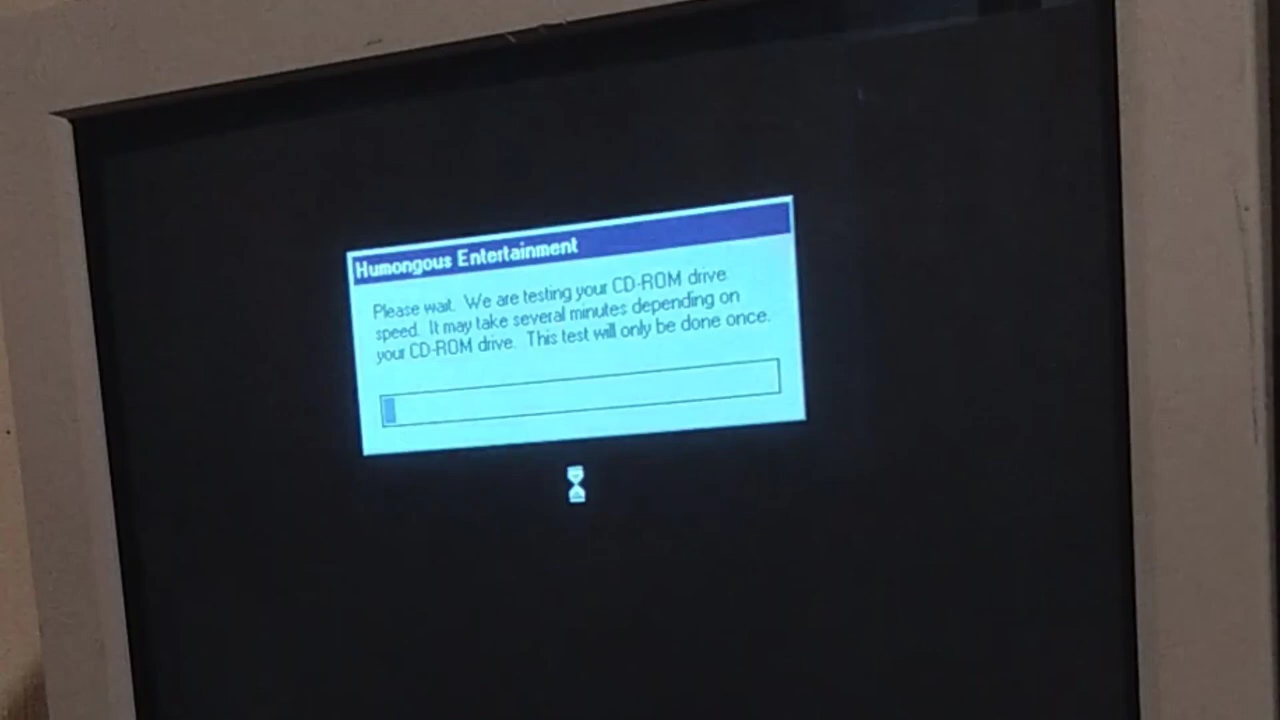 Humongous Entertainment
Please wait. We are testing your CD-ROM drive
speed. It may take several minutes depending on
your CD-ROM drive. This test will only be done once.